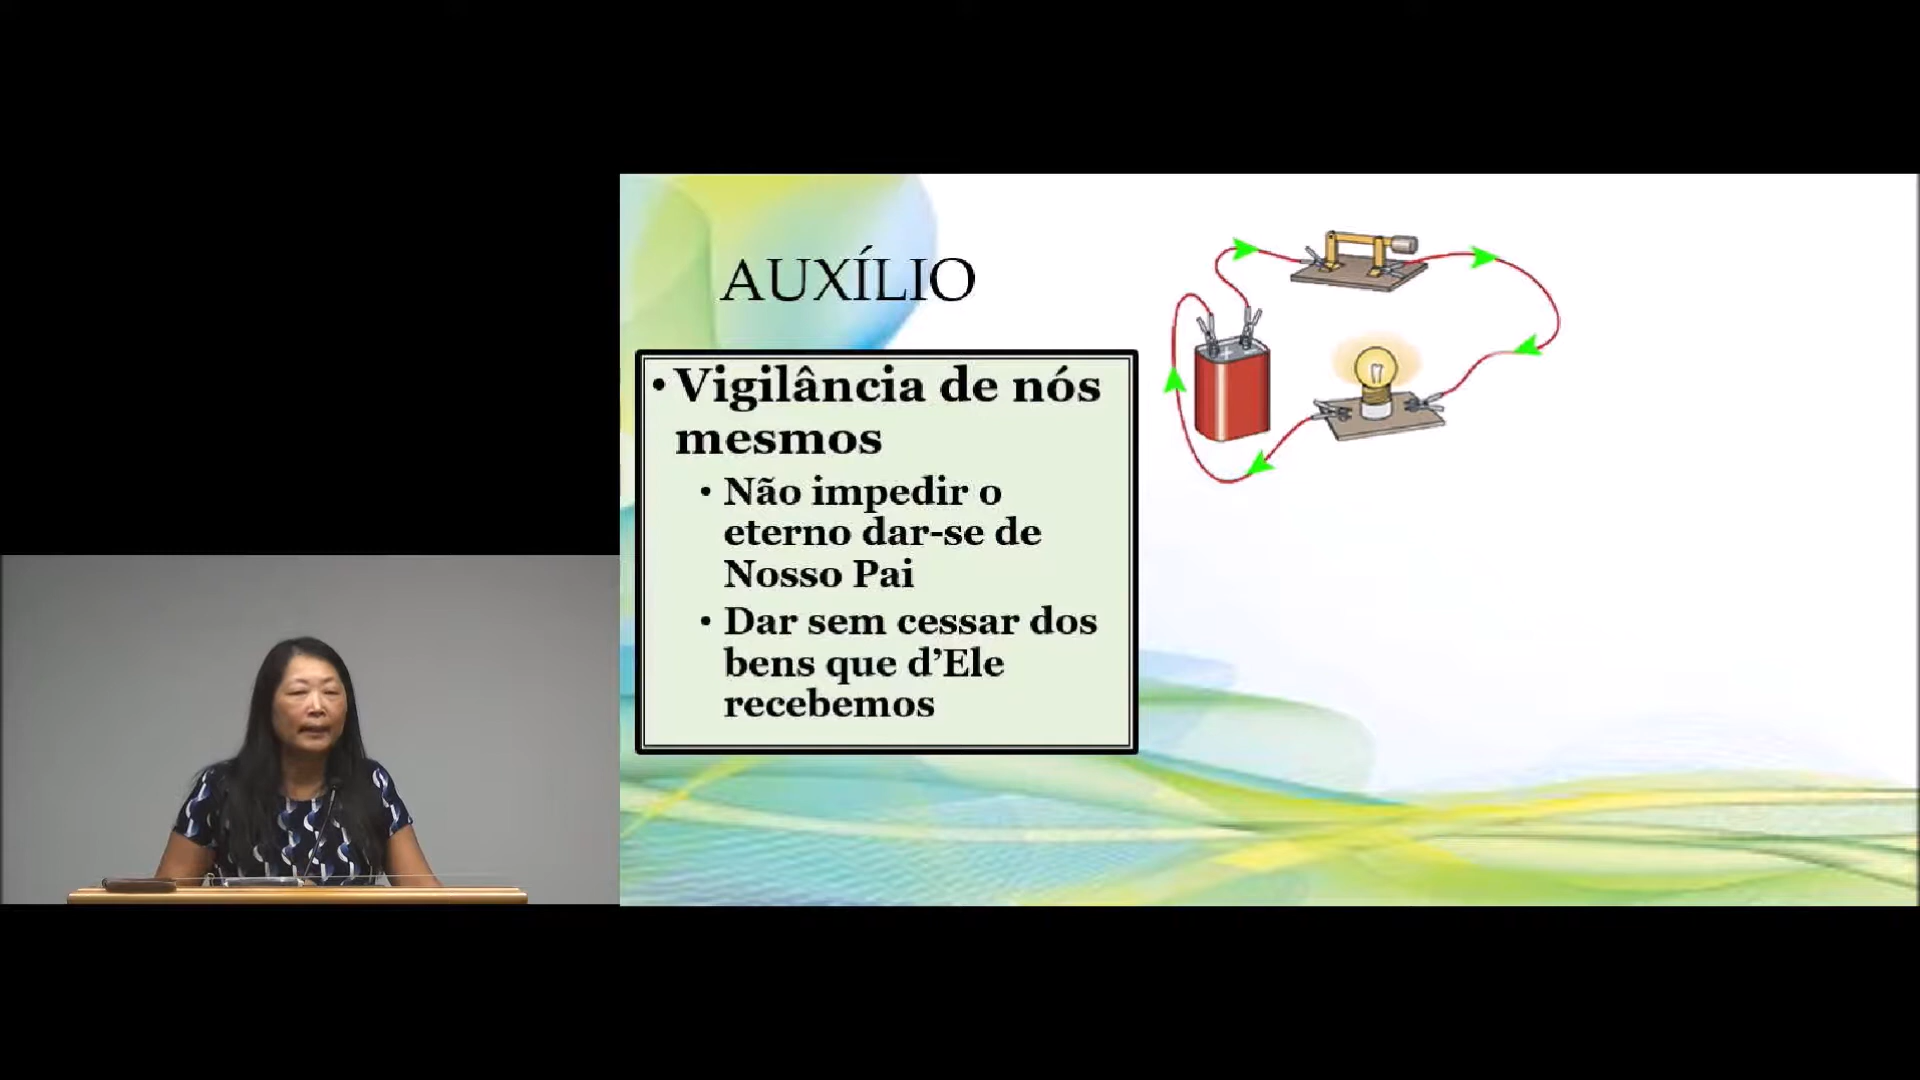 AUXÍLIO
• Vigilância de nós
mesmos
• Não impedir o
eterno dar-se de
Nosso Pai
• Dar sem cessar dos
bens que d’Ele
recebemos